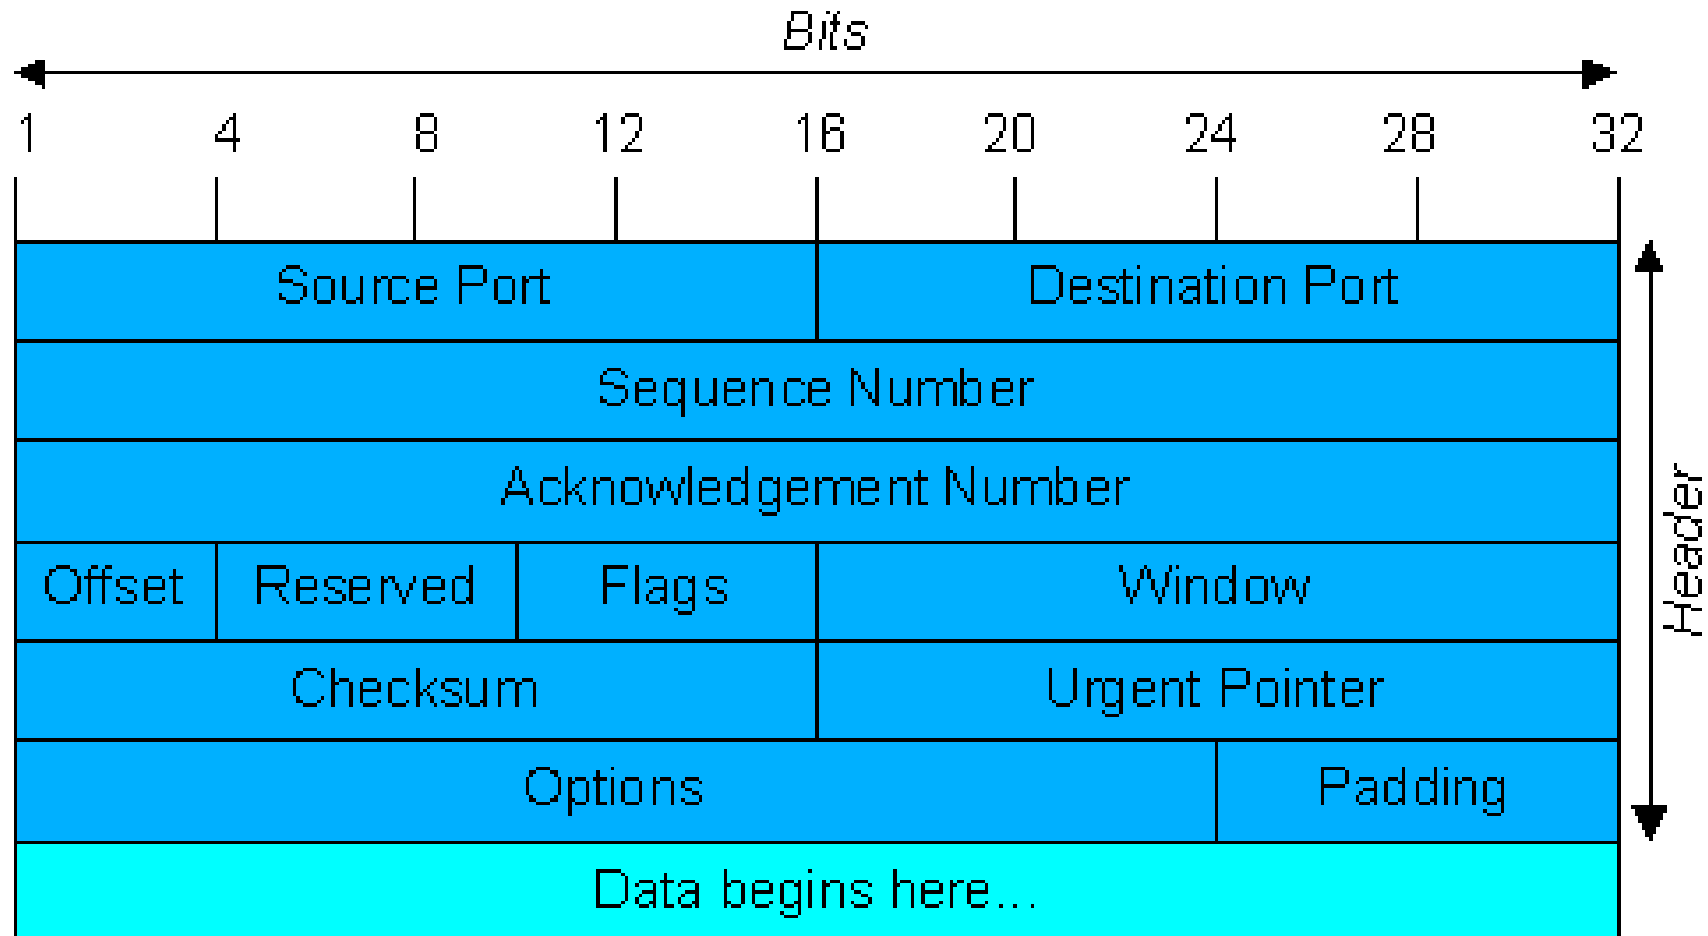 Bits
1 4 8 12 16 20 24 28 32
Source Port Destination Port
Sequence Number
Acknowledgement Number
Offset Reserved Flags Window
Checksum Urgent Pointer
Options Padding
Data begins here...
Header